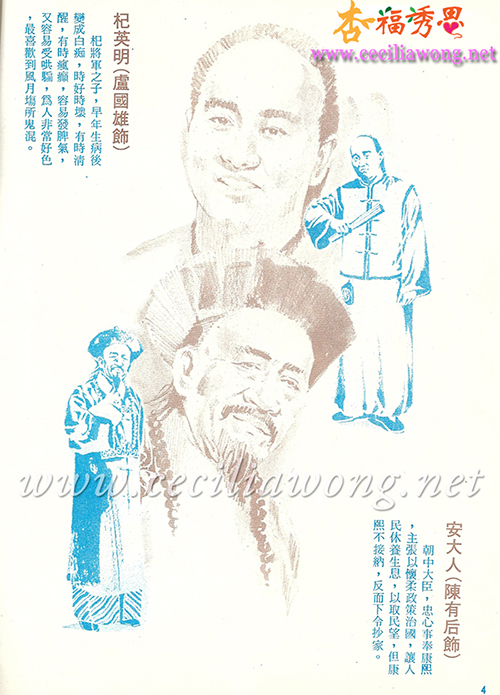 杏福秀
www.ceciliawong.net
杞英明(盧國雄飾)
杞將軍之子，早年生病後
變成白痴，時好時壞，有時清
醒，有時瘋癲，容易發脾氣，
又容易受哄騙，爲人非常好色
，最喜歡到風月塲所鬼混。
www.ceciliawong.net
安大人(陳有后飾)
朝中大臣，忠心事奉康熙
，主張以懷柔政策治國，讓人
民休養生息，以取民望，但康
熙不接納，反而下令抄家。